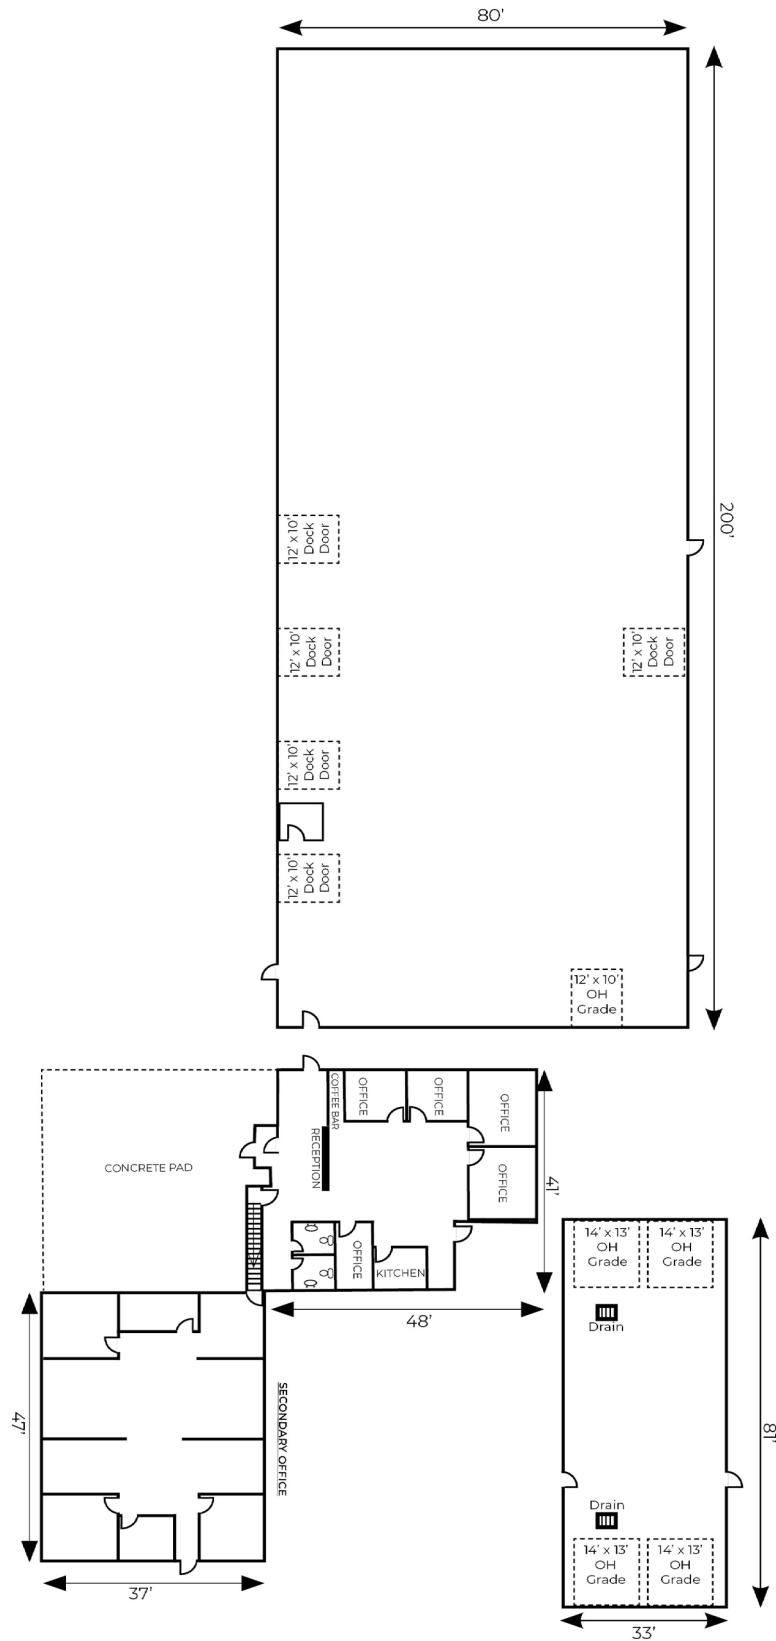 80'
200'
12' x 10'
Dock
Door
12' x 10'
Dock
Door
12' x 10'
Dock
Door
12' x 10'
Dock
Door
12' x 10'
Dock
Door
12' x 10'
OH
Grade
COFFEE BAR
OFFICE
OFFICE
OFFICE
RECEPTION
CONCRETE PAD
OFFICE
41'
OFFICE
KITCHEN
48'
14' x 13'
OH
Grade
14' x 13'
OH
Grade
Drain
47'
SECONDARY OFFICE
81'
Drain
14' x 13'
OH
Grade
14' x 13'
OH
Grade
37'
33'